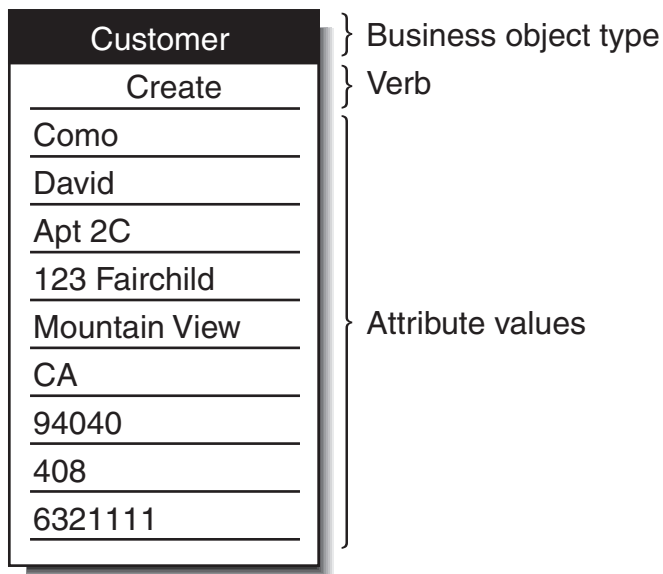 Customer
Business object type
Create
Verb
Como
David
Apt 2C
123 Fairchild
Mountain View
Attribute values
CA
94040
408
6321111